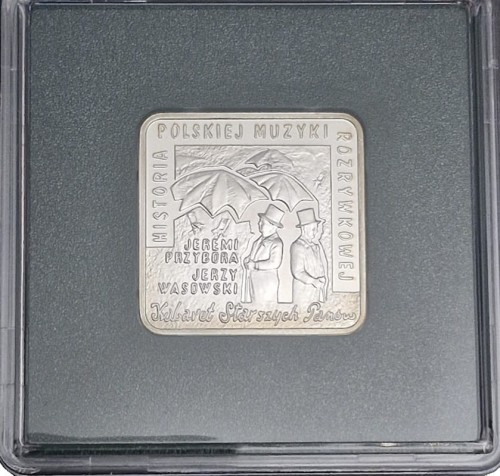 HISTORIA
POLSKIEJ MUZYKI
ROZRYWKOWEJ
JEREMI
PRZYBORA
JERZY
WASOWSKI
Kabaret Starszych Panów